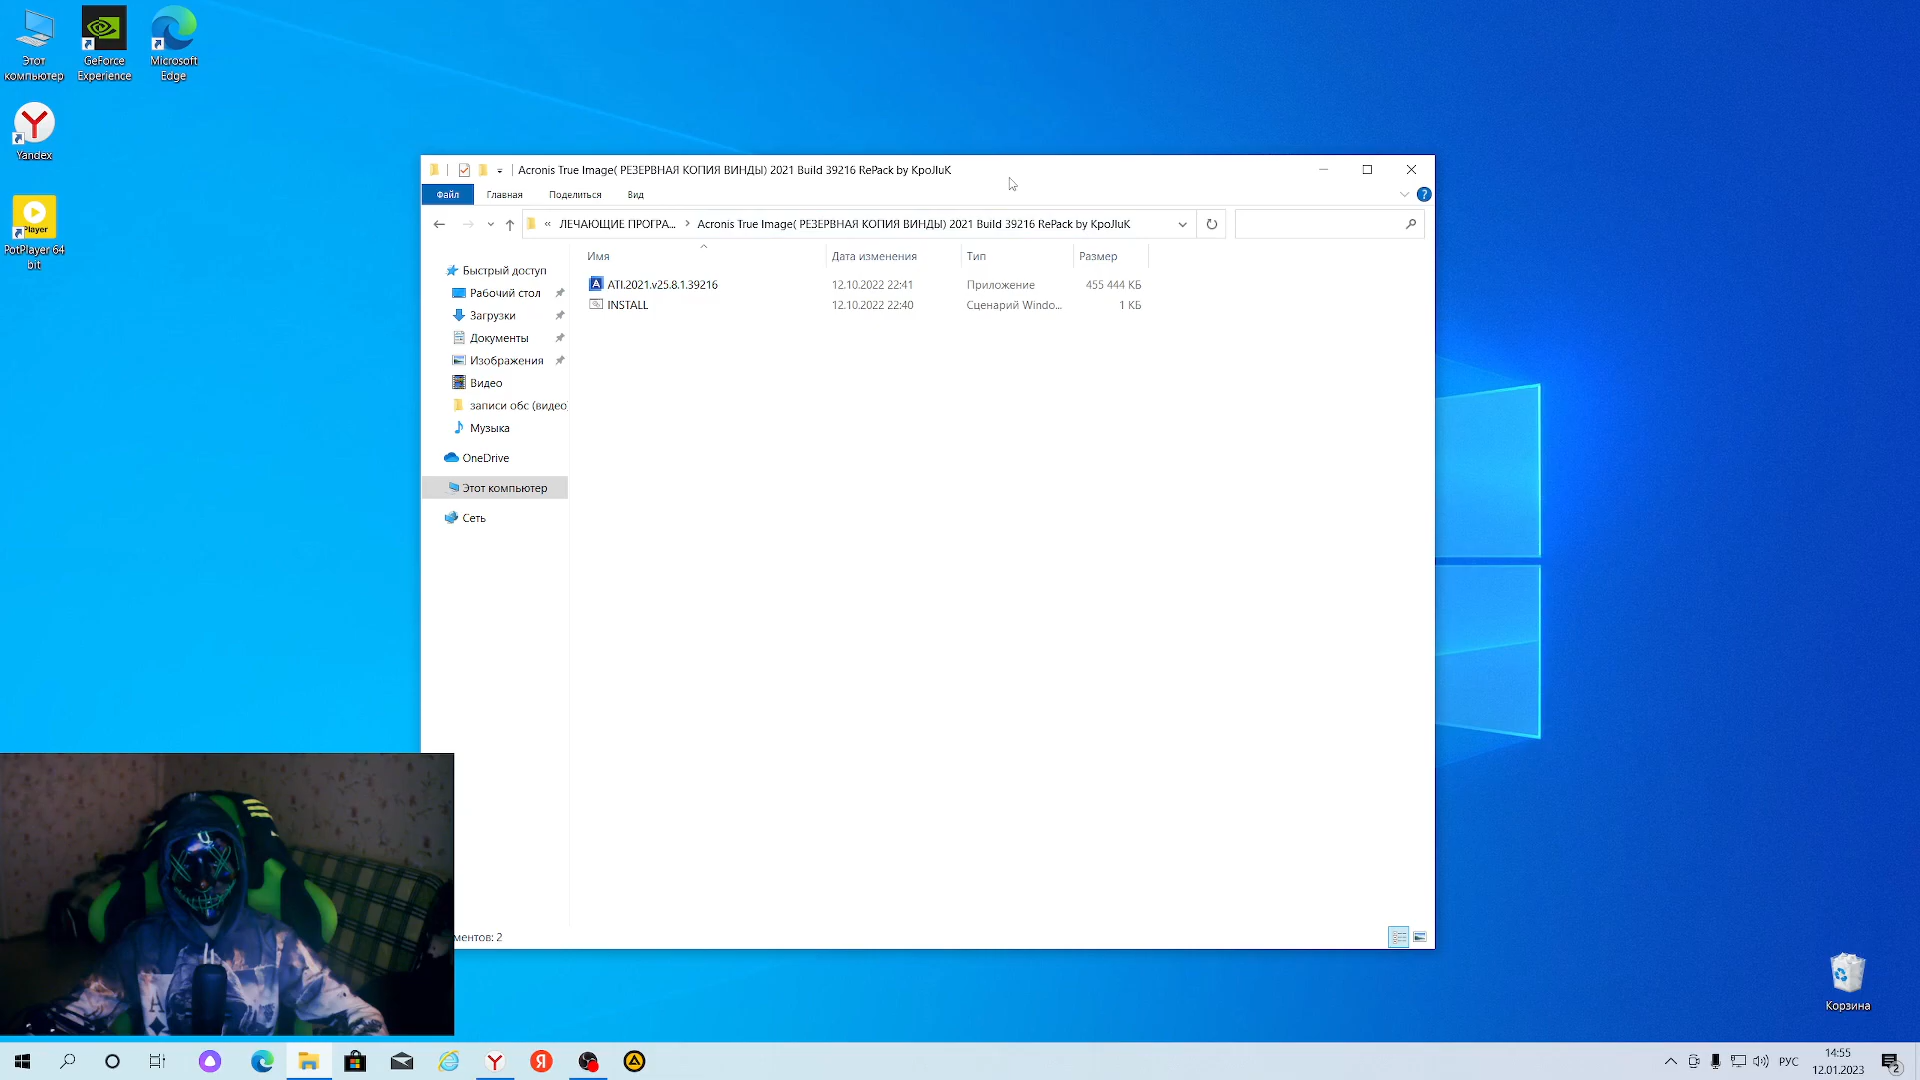 Этот
компьютер
GeForce
Experience
Microsoft
Edge
Yandex
Player
PotPlayer 64
bit
Acronis True Image( РЕЗЕРВНАЯ КОПИЯ ВИНДЫ) 2021 Build 39216 RePack by KpoJIuK
Файл
Главная
Поделиться
Вид
« ЛЕЧАЮЩИЕ ПРОГРА... > Acronis True Image( РЕЗЕРВНАЯ КОПИЯ ВИНДЫ) 2021 Build 39216 RePack by KpoJIuK
Имя
Дата изменения
Тип
Размер
ATI.2021.v25.8.1.39216
12.10.2022 22:41
Приложение
455 444 КБ
INSTALL
12.10.2022 22:40
Сценарий Windo...
1 КБ
Быстрый доступ
Рабочий стол
Загрузки
Документы
Изображения
Видео
записи обс (видео
Музыка
OneDrive
Этот компьютер
Сеть
ментов: 2
Корзина
РУС
14:55
12.01.2023
2